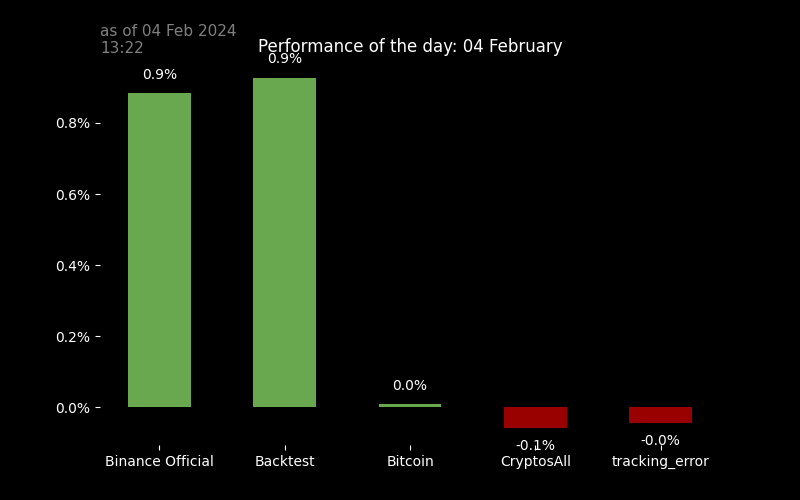 as of 04 Feb 2024
13:22
Performance of the day: 04 February
0.9%
0.9%
0.8%
0.6%
0.4%
0.2%
0.0%
0.0%
-0.1%
-0.0%
Binance Official
Backtest
Bitcoin
CryptosAll
tracking_error